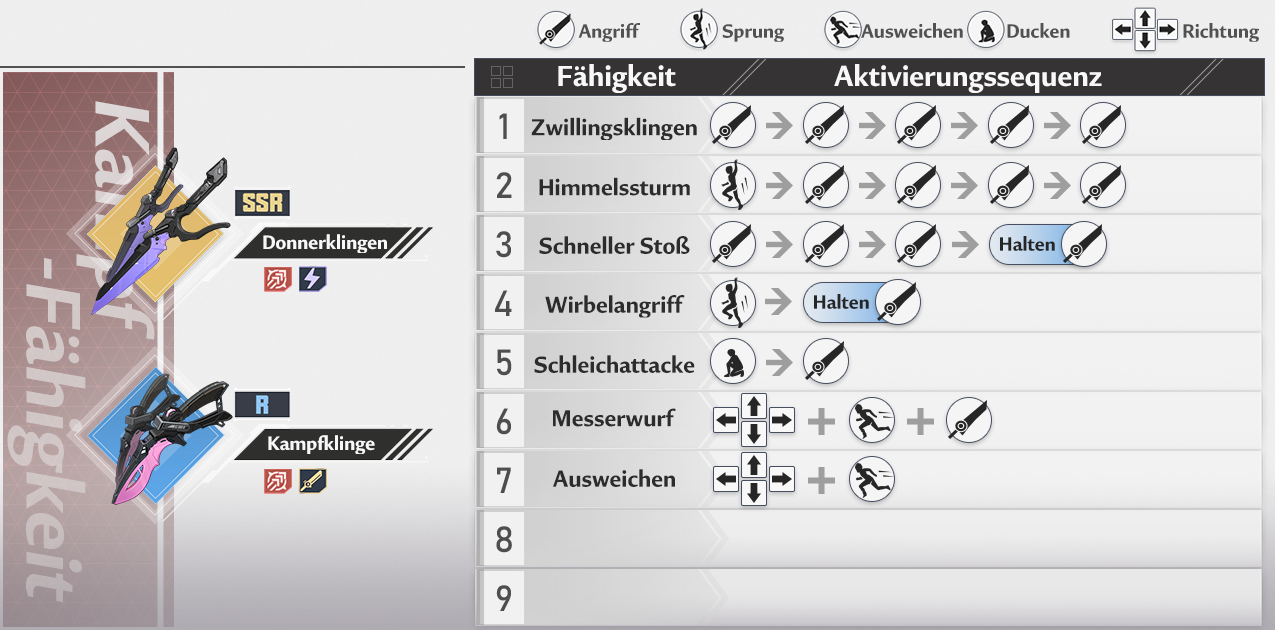 Angriff Sprung Ausweichen Ducken Richtung
Fähigkeit Aktivierungssequenz
Kampf
-Fähigkeit
SSR
Donnerklingen
R
Kampfklinge
1 Zwillingsklingen
2 Himmelssturm
3 Schneller Stoß Halten
4 Wirbelangriff Halten
5 Schleichattacke
6 Messerwurf
7 Ausweichen
8
9